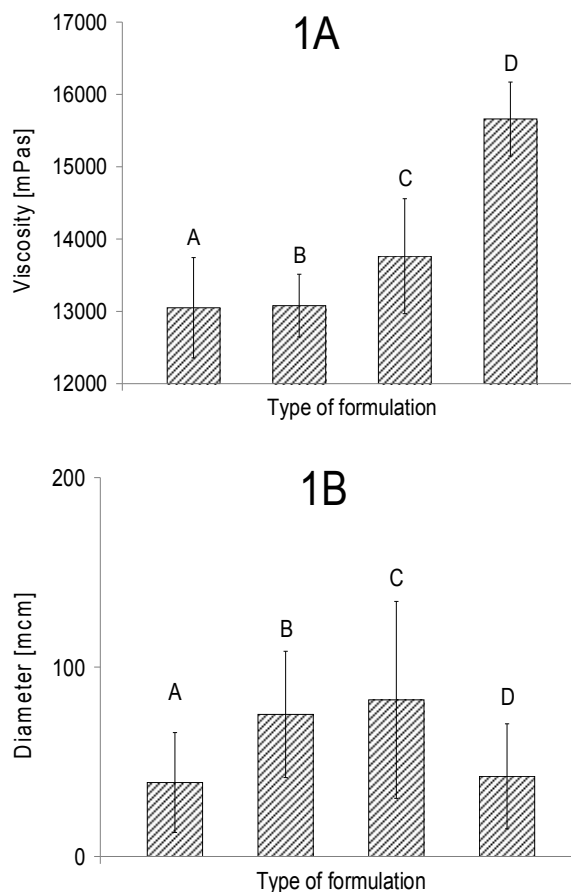 1A
17000
16000
15000
14000
13000
12000
Viscosity [mPas]
A
B
C
D
Type of formulation
1B
200
100
0
Diameter [mcm]
A
B
C
D
Type of formulation